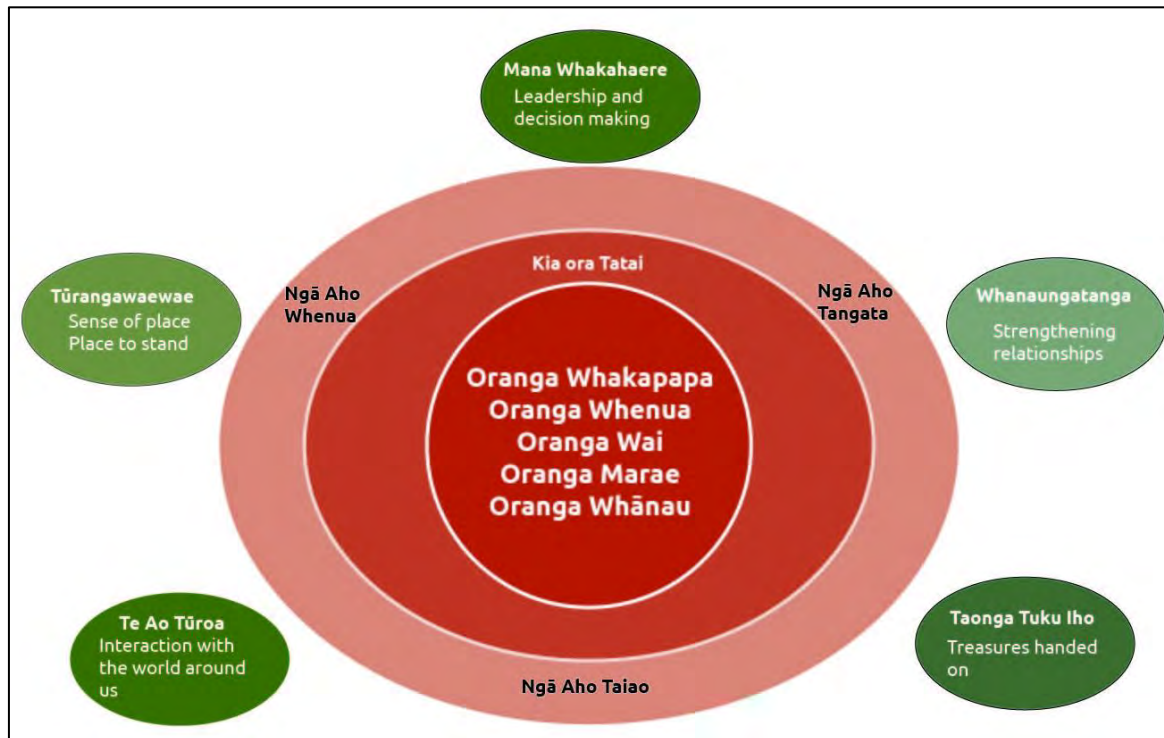 Mana Whakahaere
Leadership and
decision making
Kia ora Tatai
Ngā Aho
Whenua
Ngā Aho
Tangata
Tūrangawaewae
Sense of place
Place to stand
Whanaungatanga
Strengthening
relationships
Oranga Whakapapa
Oranga Whenua
Oranga Wai
Oranga Marae
Oranga Whānau
Te Ao Tūroa
Interaction with
the world around
us
Taonga Tuku Iho
Treasures handed
on
Ngā Aho Taiao